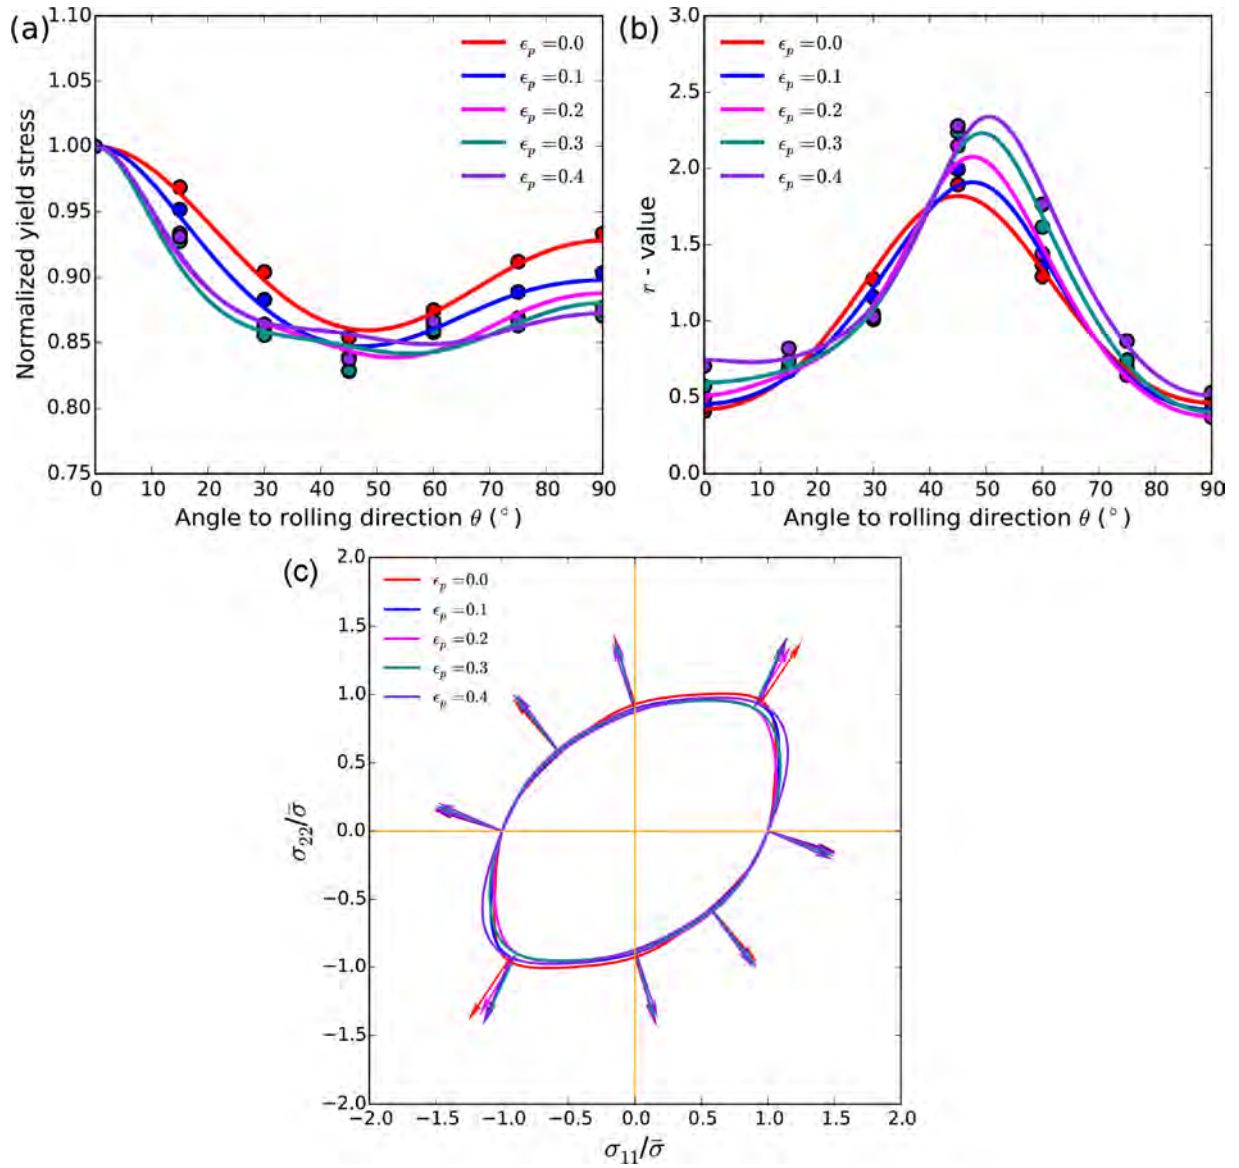 (a)
1.10
1.05
1.00
0.95
0.90
0.85
0.80
0.75
Normalized yield stress
ϵp =0.0
ϵp =0.1
ϵp =0.2
ϵp =0.3
ϵp =0.4
0 10 20 30 40 50 60 70 80 90
Angle to rolling direction θ (°)
(b)
3.0
2.5
2.0
1.5
1.0
0.5
0.0
r - value
ϵp =0.0
ϵp =0.1
ϵp =0.2
ϵp =0.3
ϵp =0.4
0 10 20 30 40 50 60 70 80 90
Angle to rolling direction θ (°)
(c)
2.0
1.5
1.0
0.5
0.0
−0.5
−1.0
−1.5
−2.0
σ22/σ̄
ϵp =0.0
ϵp =0.1
ϵp =0.2
ϵp =0.3
ϵp =0.4
−2.0 −1.5 −1.0 −0.5 0.0 0.5 1.0 1.5 2.0
σ11/σ̄